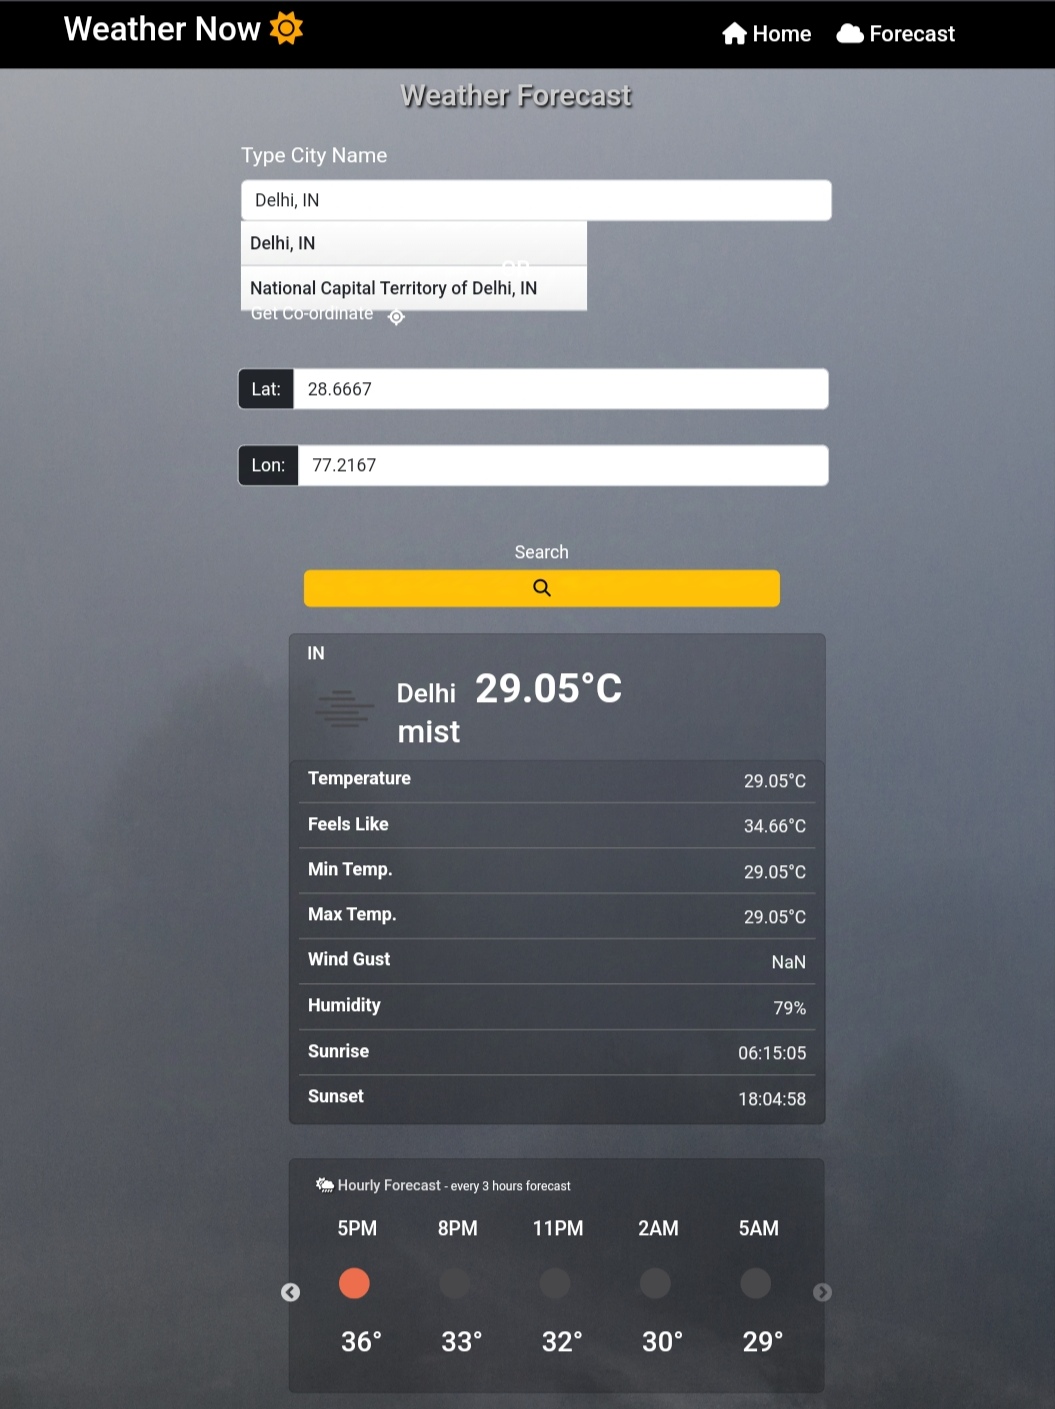 Weather Now
Home
Forecast
Weather Forecast
Type City Name
Delhi, IN
Delhi, IN
OR
National Capital Territory of Delhi, IN
Get Co-ordinate
Lat: 28.6667
Lon: 77.2167
Search
IN
Delhi 29.05°C
mist
Temperature 29.05°C
Feels Like 34.66°C
Min Temp. 29.05°C
Max Temp. 29.05°C
Wind Gust NaN
Humidity 79%
Sunrise 06:15:05
Sunset 18:04:58
Hourly Forecast - every 3 hours forecast
5PM 8PM 11PM 2AM 5AM
36° 33° 32° 30° 29°